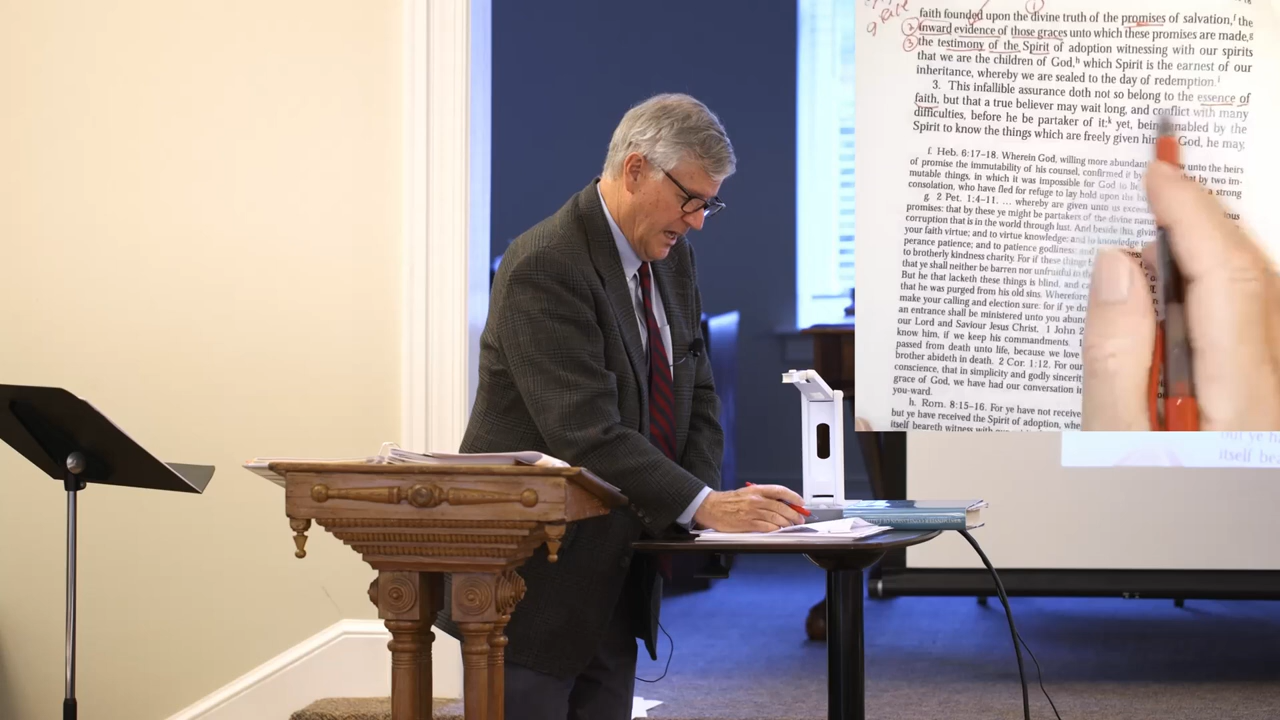 faith founded upon the divine truth of the promises of salvation,f the
inward evidence of those graces unto which these promises are made,g
the testimony of the Spirit of adoption witnessing with our spirits
that we are the children of God,h which Spirit is the earnest of our
inheritance, whereby we are sealed to the day of redemption.i
3. This infallible assurance doth not so belong to the essence of
faith, but that a true believer may wait long, and conflict with many
difficulties, before he be partaker of it:k yet, being enabled by the
Spirit to know the things which are freely given him God, he may,
f. Heb. 6:17–18. Wherein God, willing more abundant unto the heirs
of promise the immutability of his counsel, confirmed it by that by two im-
mutable things, in which it was impossible for God to lie, a strong
consolation, who have fled for refuge to lay hold upon the
g. 2 Pet. 1:4–11. ... whereby are given unto us
promises: that by these ye might be partakers of the divine
corruption that is in the world through lust. And beside this,
your faith virtue; and to virtue knowledge; and to knowledge
perance patience; and to patience godliness;
to brotherly kindness charity. For if these things
that ye shall neither be barren nor unfruitful in the
But he that lacketh these things is blind, and
that he was purged from his old sins. Wherefore
make your calling and election sure: for if ye do
an entrance shall be ministered unto you
our Lord and Saviour Jesus Christ. 1 John 2
know him, if we keep his commandments.
passed from death unto life, because we love
brother abideth in death. 2 Cor. 1:12. For our
conscience, that in simplicity and godly
grace of God, we have had our conversation
you-ward.
h. Rom. 8:15–16. For ye have not
but ye have received the Spirit of adoption,
itself beareth witness with